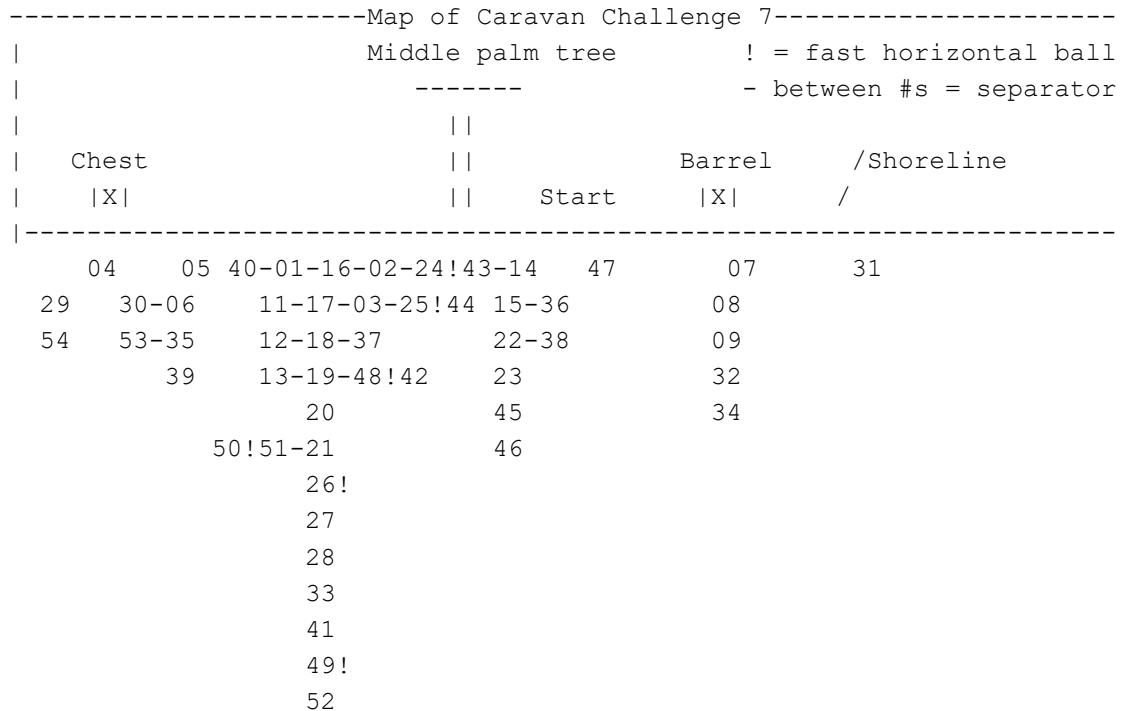 -----------------------Map of Caravan Challenge 7----------------------
|                      Middle palm tree        ! = fast horizontal ball
|                         -------              - between #s = separator
|                           ||
|   Chest                   ||             Barrel     /Shoreline
|    |X|                    ||    Start     |X|      /
|----------------------------------------------------------------------
     04    05 40-01-16-02-24!43-14   47       07      31
  29   30-06    11-17-03-25!44 15-36         08
  54   53-35    12-18-37       22-38         09
          39    13-19-48!42    23            32
                   20          45            34
             50!51-21          46
                   26!
                   27
                   28
                   33
                   41
                   49!
                   52